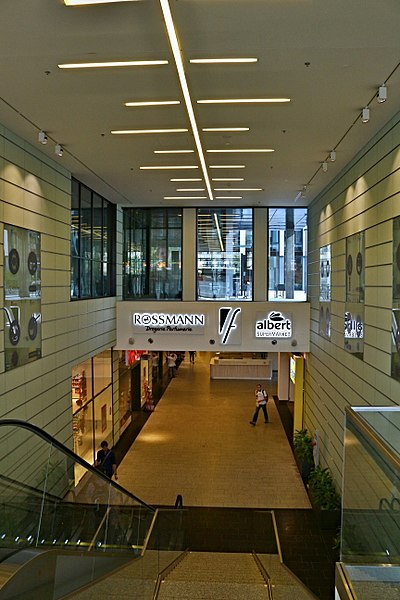 ROSSMANN
Drogerie Parfumerie
albert
SUPERMARKET